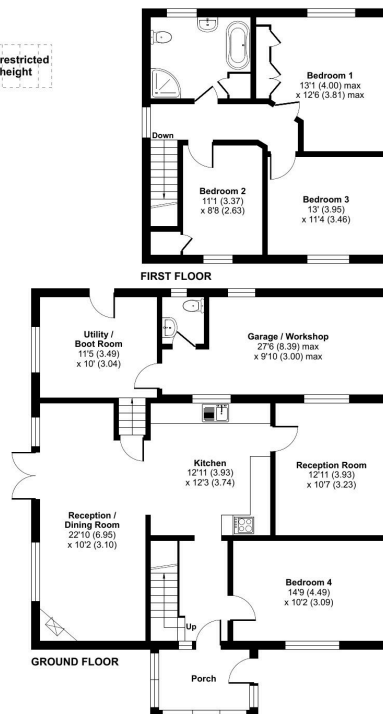 restricted
height
Bedroom 1
13'1 (4.00) max
x 12'6 (3.81) max
Down
Bedroom 2
11'1 (3.37)
x 8'8 (2.63)
Bedroom 3
13' (3.95)
x 11'4 (3.46)
FIRST FLOOR
Utility /
Boot Room
11'5 (3.49)
x 10' (3.04)
Garage / Workshop
27'6 (8.39) max
x 9'10 (3.00) max
Kitchen
12'11 (3.93)
x 12'3 (3.74)
Reception Room
12'11 (3.93)
x 10'7 (3.23)
Reception /
Dining Room
22'10 (6.95)
x 10'2 (3.10)
Bedroom 4
14'9 (4.49)
x 10'2 (3.09)
Up
GROUND FLOOR
Porch